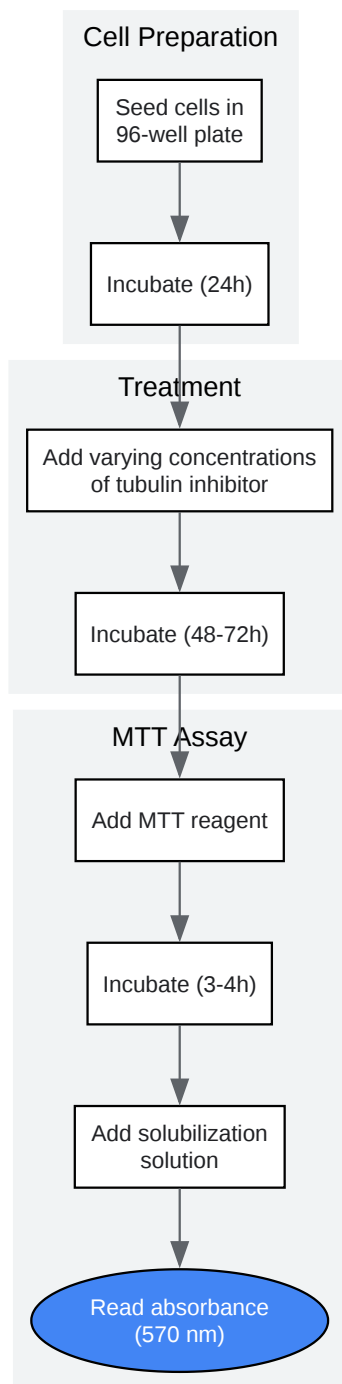 Cell Preparation
Seed cells in
96-well plate
Incubate (24h)
Treatment
Add varying concentrations
of tubulin inhibitor
Incubate (48-72h)
MTT Assay
Add MTT reagent
Incubate (3-4h)
Add solubilization
solution
Read absorbance
(570 nm)